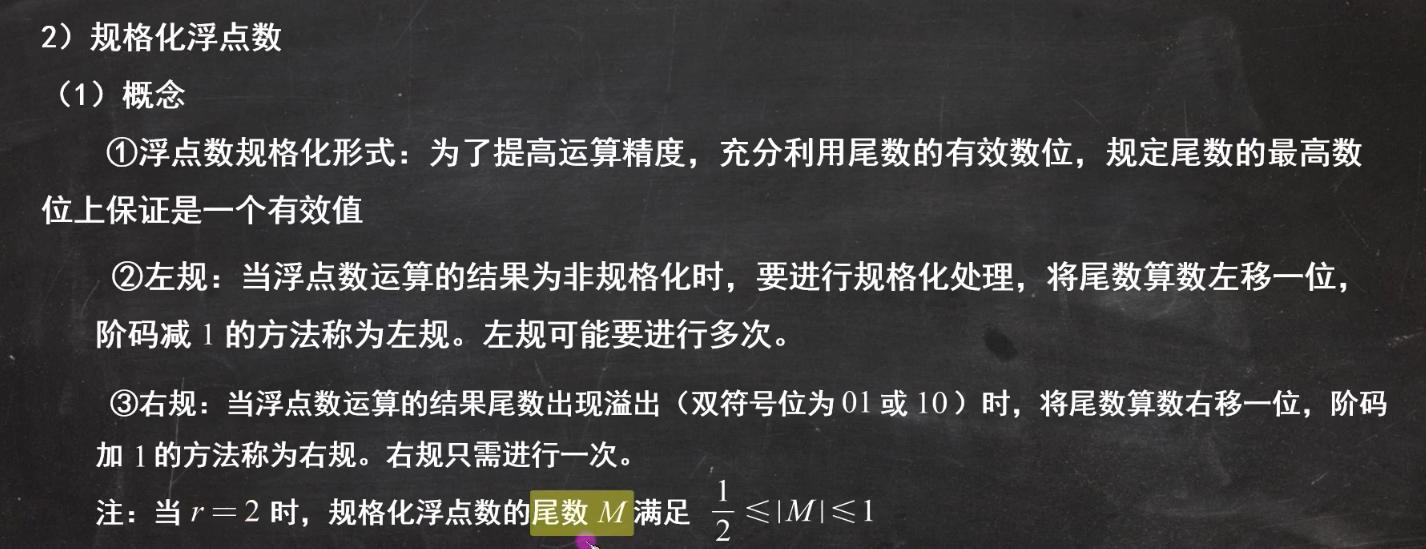 2）规格化浮点数
（1）概念
①浮点数规格化形式：为了提高运算精度，充分利用尾数的有效数位，规定尾数的最高数
位上保证是一个有效值
②左规：当浮点数运算的结果为非规格化时，要进行规格化处理，将尾数算数左移一位，
阶码减 1 的方法称为左规。左规可能要进行多次。
③右规：当浮点数运算的结果尾数出现溢出（双符号位为 01 或 10）时，将尾数算数右移一位，阶码
加 1 的方法称为右规。右规只需进行一次。
注：当 r = 2 时，规格化浮点数的尾数 M 满足 1/2 ≤|M|≤1